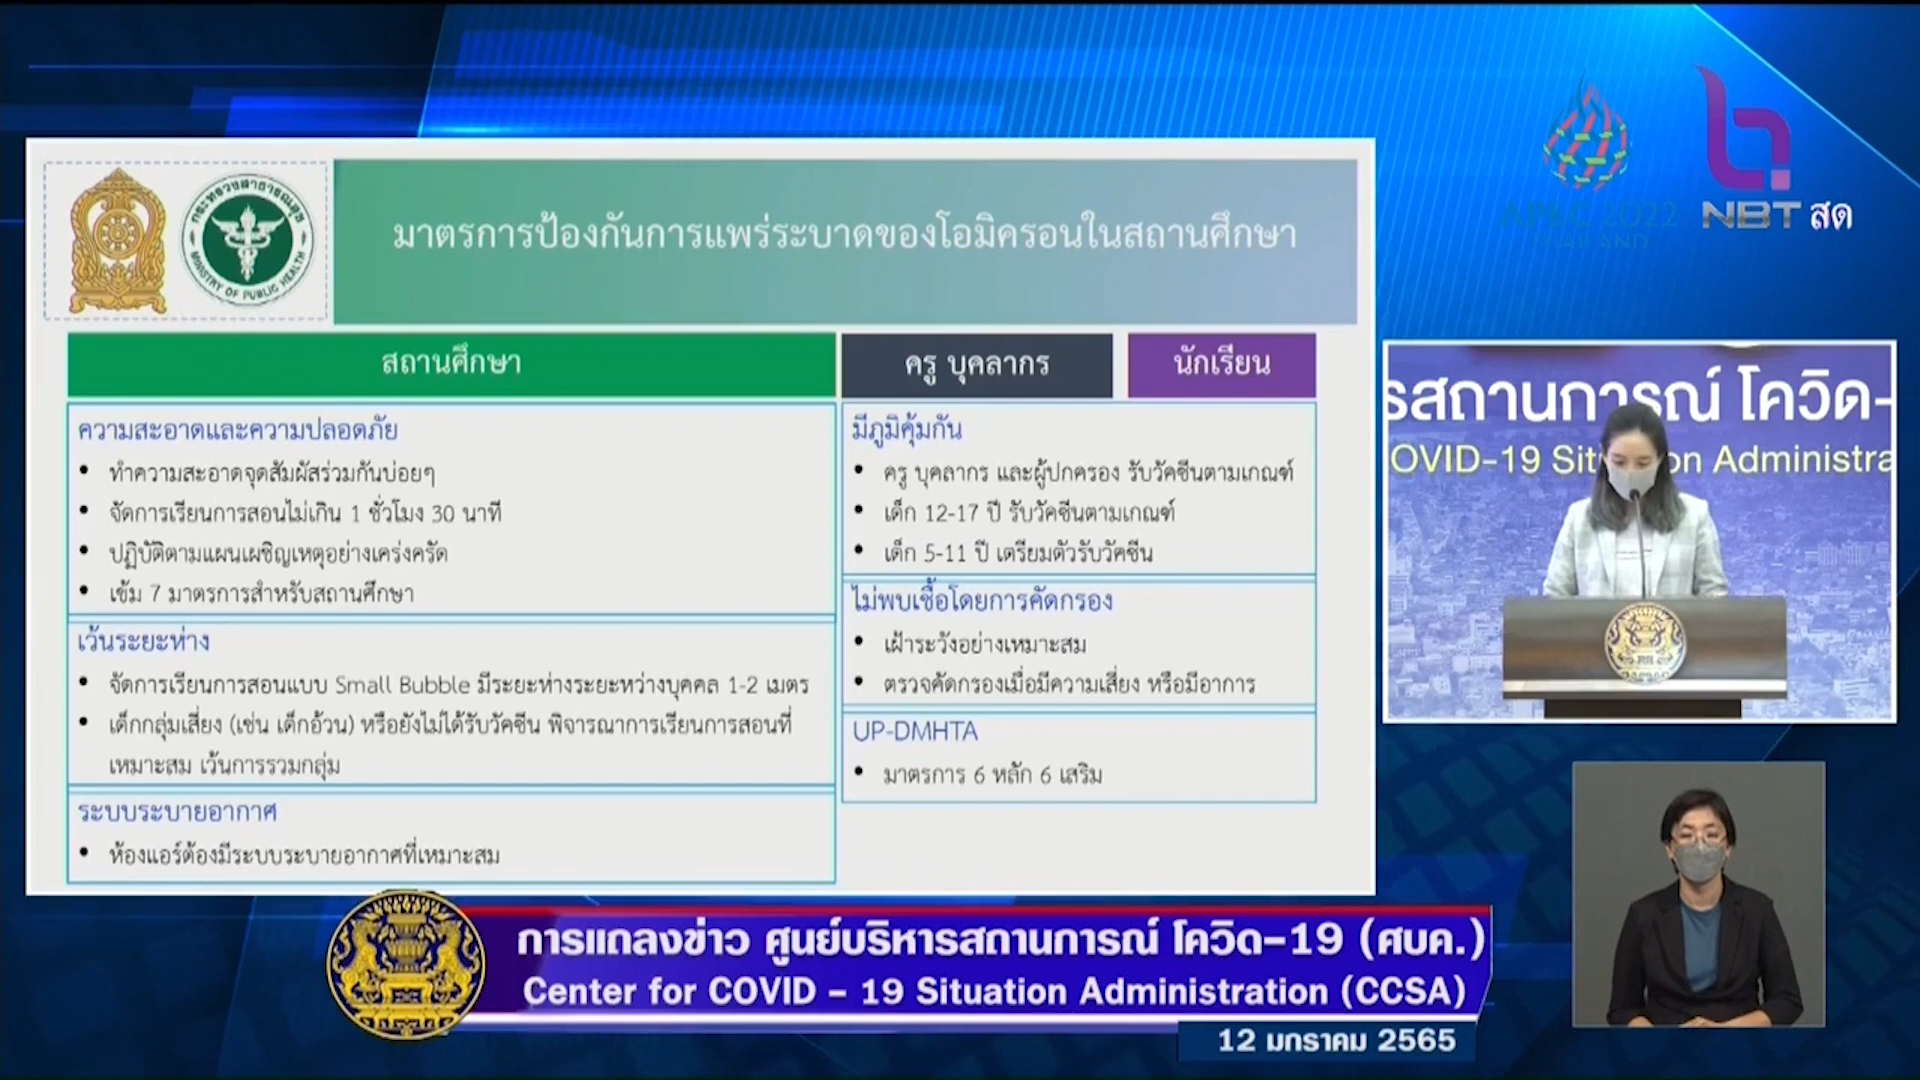 APEC 2022
THAILAND
NBT สด
กระทรวงสาธารณสุข
MINISTRY OF PUBLIC HEALTH
มาตรการป้องกันการแพร่ระบาดของโอมิครอนในสถานศึกษา
สถานศึกษา
ความสะอาดและความปลอดภัย
• ทำความสะอาดจุดสัมผัสร่วมกันบ่อยๆ
• จัดการเรียนการสอนไม่เกิน 1 ชั่วโมง 30 นาที
• ปฏิบัติตามแผนเผชิญเหตุอย่างเคร่งครัด
• เข้ม 7 มาตรการสำหรับสถานศึกษา
เว้นระยะห่าง
• จัดการเรียนการสอนแบบ Small Bubble มีระยะห่างระยะหว่างบุคคล 1-2 เมตร
• เด็กกลุ่มเสี่ยง (เช่น เด็กอ้วน) หรือยังไม่ได้รับวัคซีน พิจารณาการเรียนการสอนที่
เหมาะสม เว้นการรวมกลุ่ม
ระบบระบายอากาศ
• ห้องแอร์ต้องมีระบบระบายอากาศที่เหมาะสม
ครู บุคลากร
นักเรียน
มีภูมิคุ้มกัน
• ครู บุคลากร และผู้ปกครอง รับวัคซีนตามเกณฑ์
• เด็ก 12-17 ปี รับวัคซีนตามเกณฑ์
• เด็ก 5-11 ปี เตรียมตัวรับวัคซีน
ไม่พบเชื้อโดยการคัดกรอง
• เฝ้าระวังอย่างเหมาะสม
• ตรวจคัดกรองเมื่อมีความเสี่ยง หรือมีอาการ
UP-DMHTA
• มาตรการ 6 หลัก 6 เสริม
รสถานการณ์ โควิด-
OVID-19 Sit on Administra
การแถลงข่าว ศูนย์บริหารสถานการณ์ โควิด-19 (ศบค.)
Center for COVID - 19 Situation Administration (CCSA)
12 มกราคม 2565